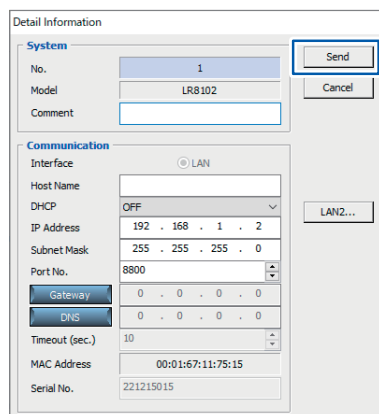 Detail Information
System
No. 1
Model LR8102
Comment
Send
Cancel
Communication
Interface LAN
Host Name
DHCP OFF
IP Address 192 . 168 . 1 . 2
Subnet Mask 255 . 255 . 255 . 0
Port No. 8800
Gateway 0 . 0 . 0 . 0
DNS 0 . 0 . 0 . 0
Timeout (sec.) 10
MAC Address 00:01:67:11:75:15
Serial No. 221215015
LAN2...